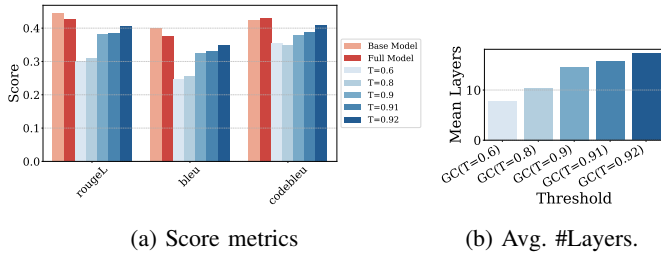 Score
0.4
0.3
0.2
0.1
0.0
rougeL
bleu
codebleu
Base Model
Full Model
T=0.6
T=0.8
T=0.9
T=0.91
T=0.92
(a) Score metrics
Mean Layers
10
0
GC(T=0.6)
GC(T=0.8)
GC(T=0.9)
GC(T=0.91)
GC(T=0.92)
Threshold
(b) Avg. #Layers.